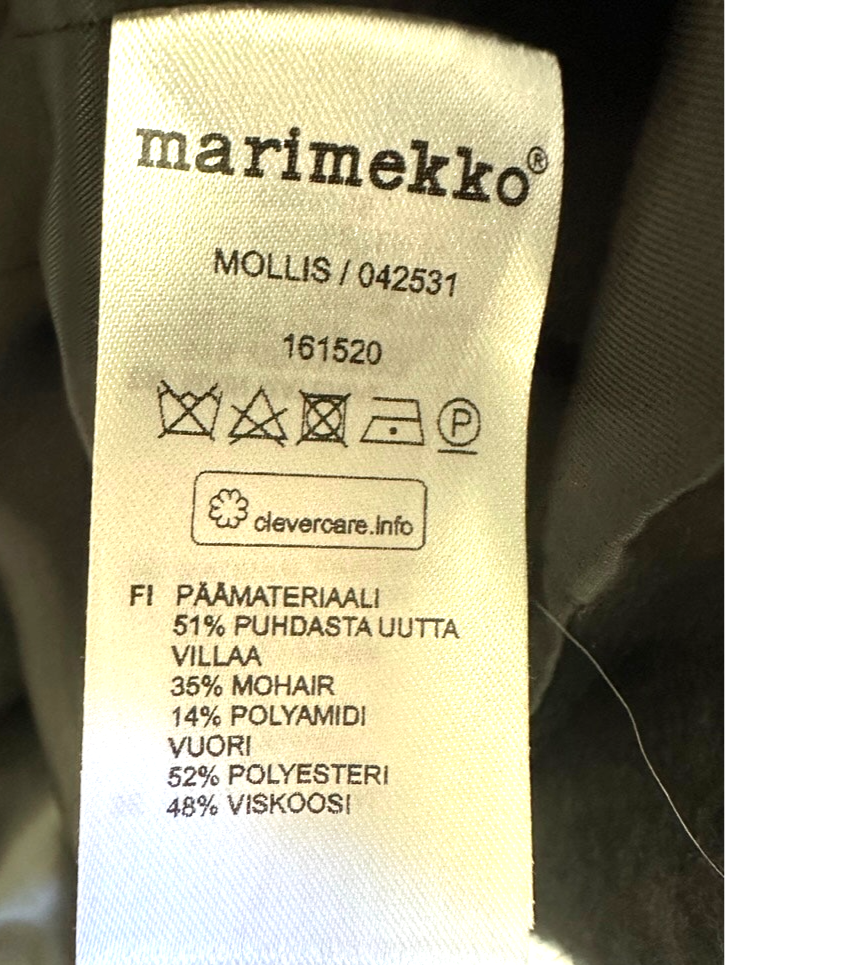 marimekko®
MOLLIS / 042531
161520
P
clevercare.info
FI PÄÄMATERIAALI
51% PUHDASTA UUTTA
VILLAA
35% MOHAIR
14% POLYAMIDI
VUORI
52% POLYESTERI
48% VISKOOSI